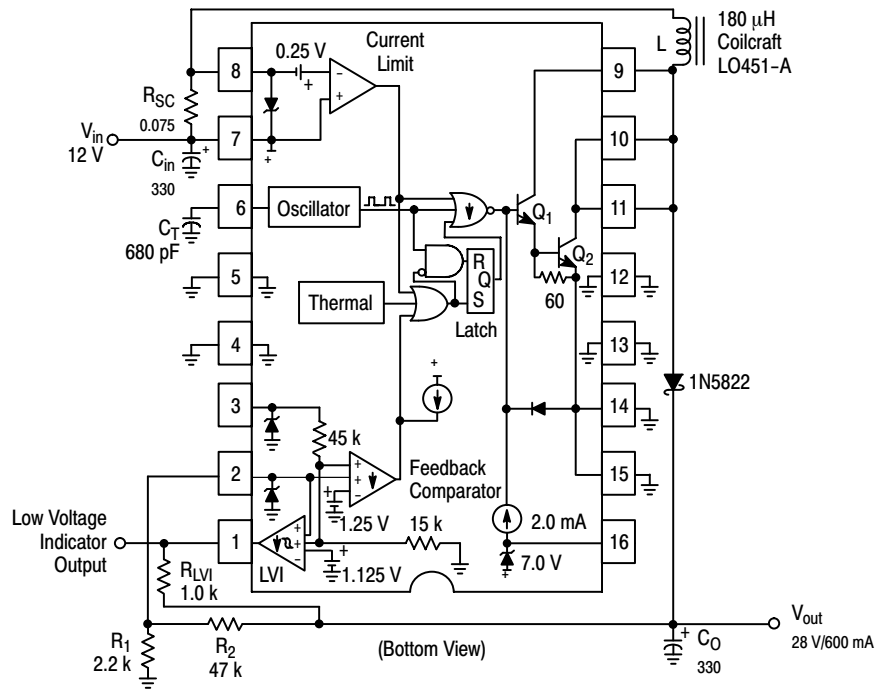 180 μH
Coilcraft
LO451-A
L
0.25 V
Current
Limit
8
9
R_SC
0.075
V_in
12 V
7
10
C_in
330
6
Oscillator
Q_1
11
C_T
680 pF
Q_2
5
R
Q
S
60
12
Thermal
Latch
4
13
1N5822
3
14
45 k
2
Feedback
Comparator
15
Low Voltage
Indicator
Output
1
1.25 V
15 k
2.0 mA
16
LVI
1.125 V
7.0 V
R_LVI
1.0 k
V_out
28 V/600 mA
R_1
2.2 k
R_2
47 k
(Bottom View)
C_O
330